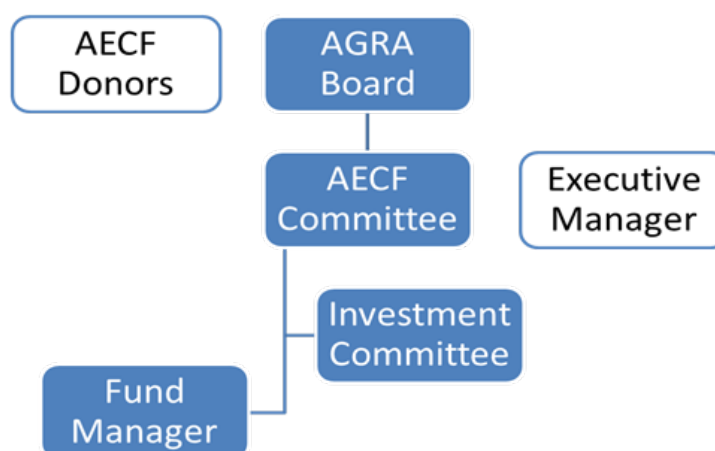 AECF
Donors
AGRA
Board
AECF
Committee
Executive
Manager
Investment
Committee
Fund
Manager